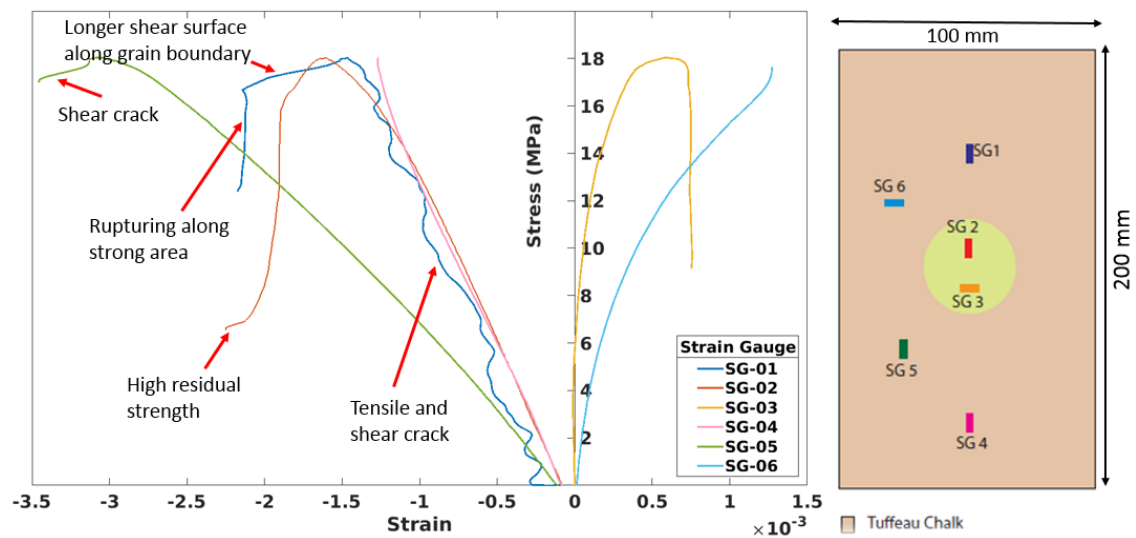 Longer shear surface
along grain boundary
Shear crack
Rupturing along
strong area
High residual
strength
Tensile and
shear crack
Stress (MPa)
18
16
14
12
10
8
6
4
2
Strain Gauge
SG-01
SG-02
SG-03
SG-04
SG-05
SG-06
-3.5 -3 -2.5 -2 -1.5 -1 -0.5 0 0.5 1 1.5
Strain
×10-3
100 mm
200 mm
SG1
SG 6
SG 2
SG 3
SG 5
SG 4
Tuffeau Chalk